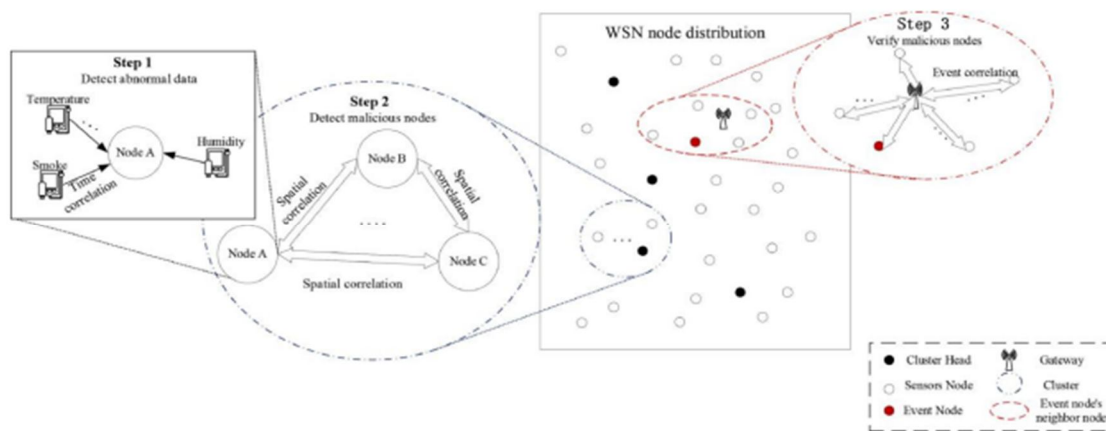 Step 1
Detect abnormal data
Temperature
Node A
Humidity
Smoke
Time
correlation
Step 2
Detect malicious nodes
Node B
Spatial
correlation
Spatial
correlation
Node A
Node C
Spatial correlation
WSN node distribution
Step 3
Verify malicious nodes
Event correlation
Cluster Head
Gateway
Sensors Node
Cluster
Event Node
Event node's
neighbor node